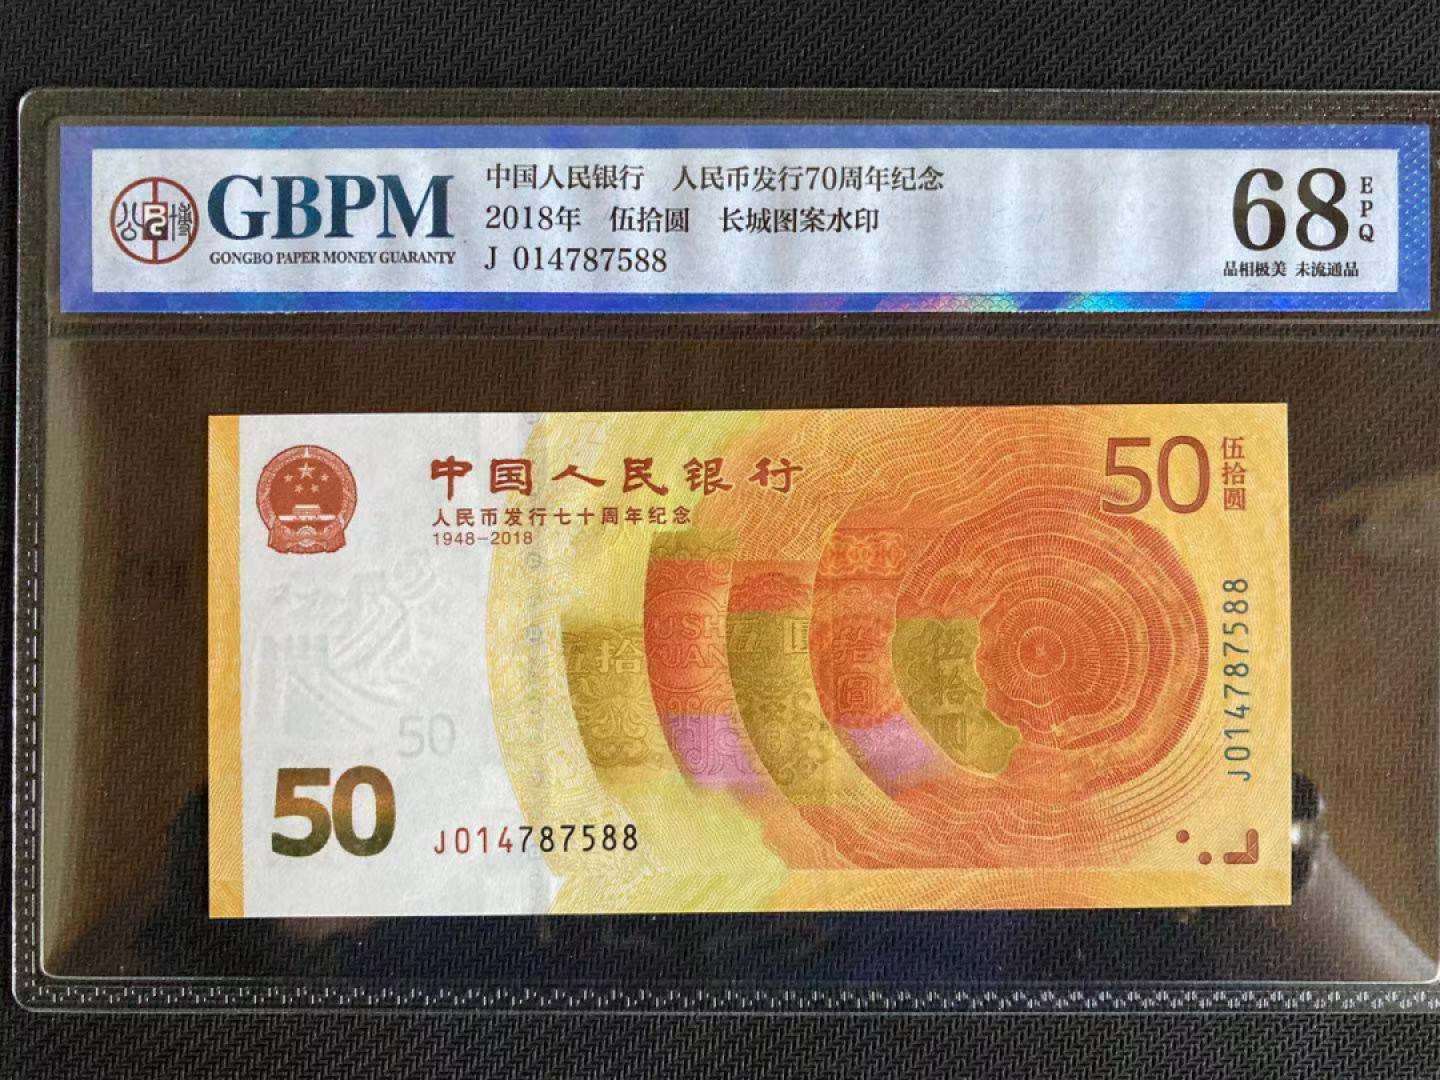 GBPM
GONGBO PAPER MONEY GUARANTY
中国人民银行 人民币发行70周年纪念
2018年 伍拾圆 长城图案水印
J 014787588
68 EPQ
品相极美 未流通品
中国人民银行
人民币发行七十周年纪念
1948-2018
50 伍拾圆
J014787588
50
50
J014787588
伍拾圆